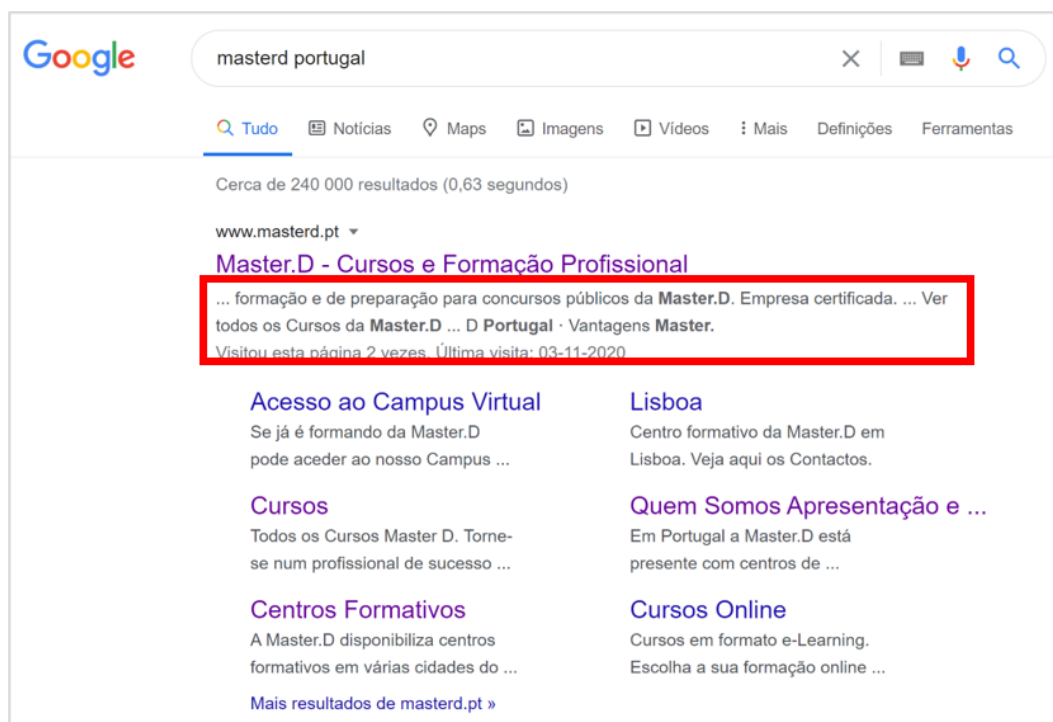 Google
masterd portugal
Tudo Notícias Maps Imagens Vídeos Mais Definições Ferramentas
Cerca de 240 000 resultados (0,63 segundos)
www.masterd.pt
Master.D - Cursos e Formação Profissional
... formação e de preparação para concursos públicos da Master.D. Empresa certificada. ... Ver
todos os Cursos da Master.D ... D Portugal · Vantagens Master.
Visitou esta página 2 vezes. Última visita: 03-11-2020
Acesso ao Campus Virtual
Se já é formando da Master.D
pode aceder ao nosso Campus ...
Lisboa
Centro formativo da Master.D em
Lisboa. Veja aqui os Contactos.
Cursos
Todos os Cursos Master D. Torne-
se num profissional de sucesso ...
Quem Somos Apresentação e ...
Em Portugal a Master.D está
presente com centros de ...
Centros Formativos
A Master.D disponibiliza centros
formativos em várias cidades do ...
Cursos Online
Cursos em formato e-Learning.
Escolha a sua formação online ...
Mais resultados de masterd.pt »